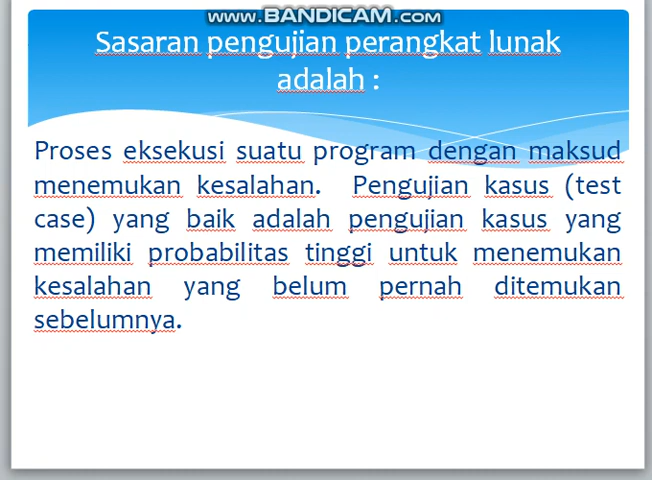 WWW.BANDICAM.COM
Sasaran pengujian perangkat lunak
adalah :
Proses eksekusi suatu program dengan maksud
menemukan kesalahan. Pengujian kasus (test
case) yang baik adalah pengujian kasus yang
memiliki probabilitas tinggi untuk menemukan
kesalahan yang belum pernah ditemukan
sebelumnya.